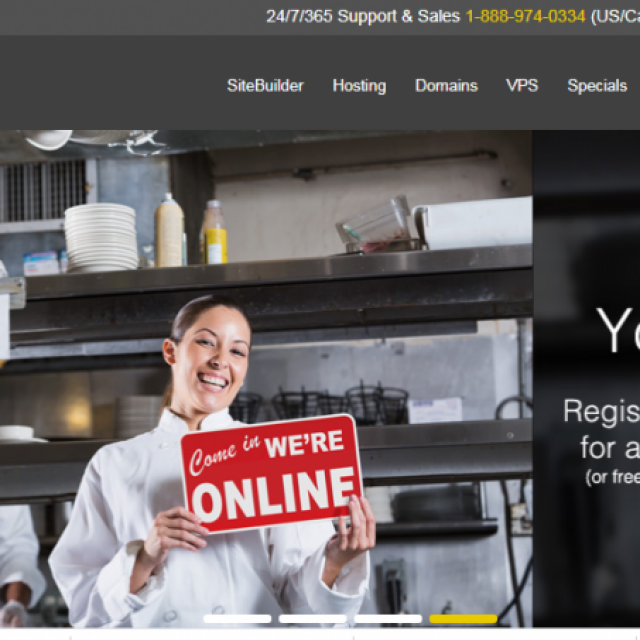 24/7/365 Support & Sales 1-888-974-0334 (US/Ca
SiteBuilder Hosting Domains VPS Specials
Come in WE'RE
ONLINE
Yo
Regis
for a
(or free